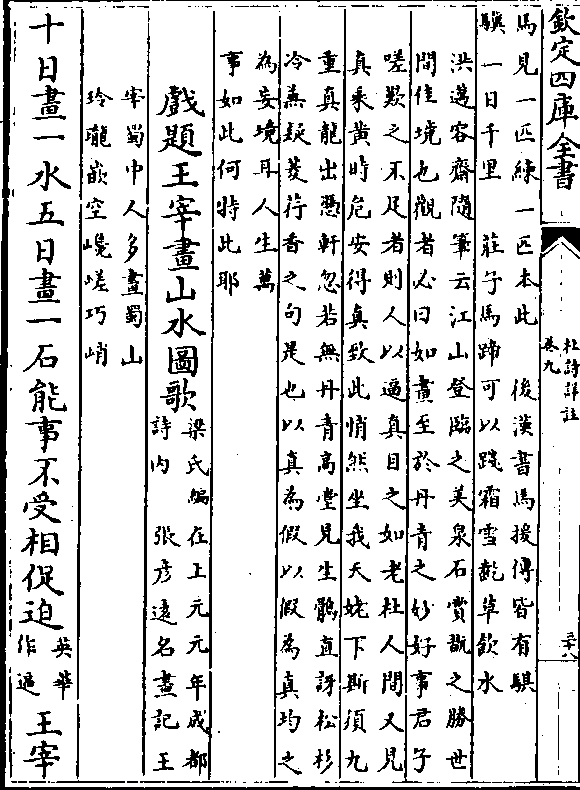 欽定四庫全書
杜詩詳註
卷九
三十八
馬見一匹練一匹本此　後漢書馬援傳皆有騏
驥一日千里　莊子馬蹄可以踐霜雪齕草飲水
洪邁容齋隨筆云江山登臨之美泉石賞翫之勝世
間佳境也觀者必曰如畫至於丹青之妙好事君子
嗟歎之不足者則人以逼真目之如老杜人間又見
真乘黄時危安得真致此悄然坐我天姥下斯須九
重真龍出憑軒忽若無丹青高堂見生鶻直訝松杉
冷兼疑菱荇香之句是也以真為假以假為真均之
為妄境耳人生萬
事如此何特此耶
戲題王宰畫山水圖歌
梁氏編在上元元年成都
詩内　張彦遠名畫記王
宰蜀中人多畫蜀山
玲瓏嵌空巉嵯巧峭
十日畫一水五日畫一石能事不受相促迫
英華
作逼
王宰